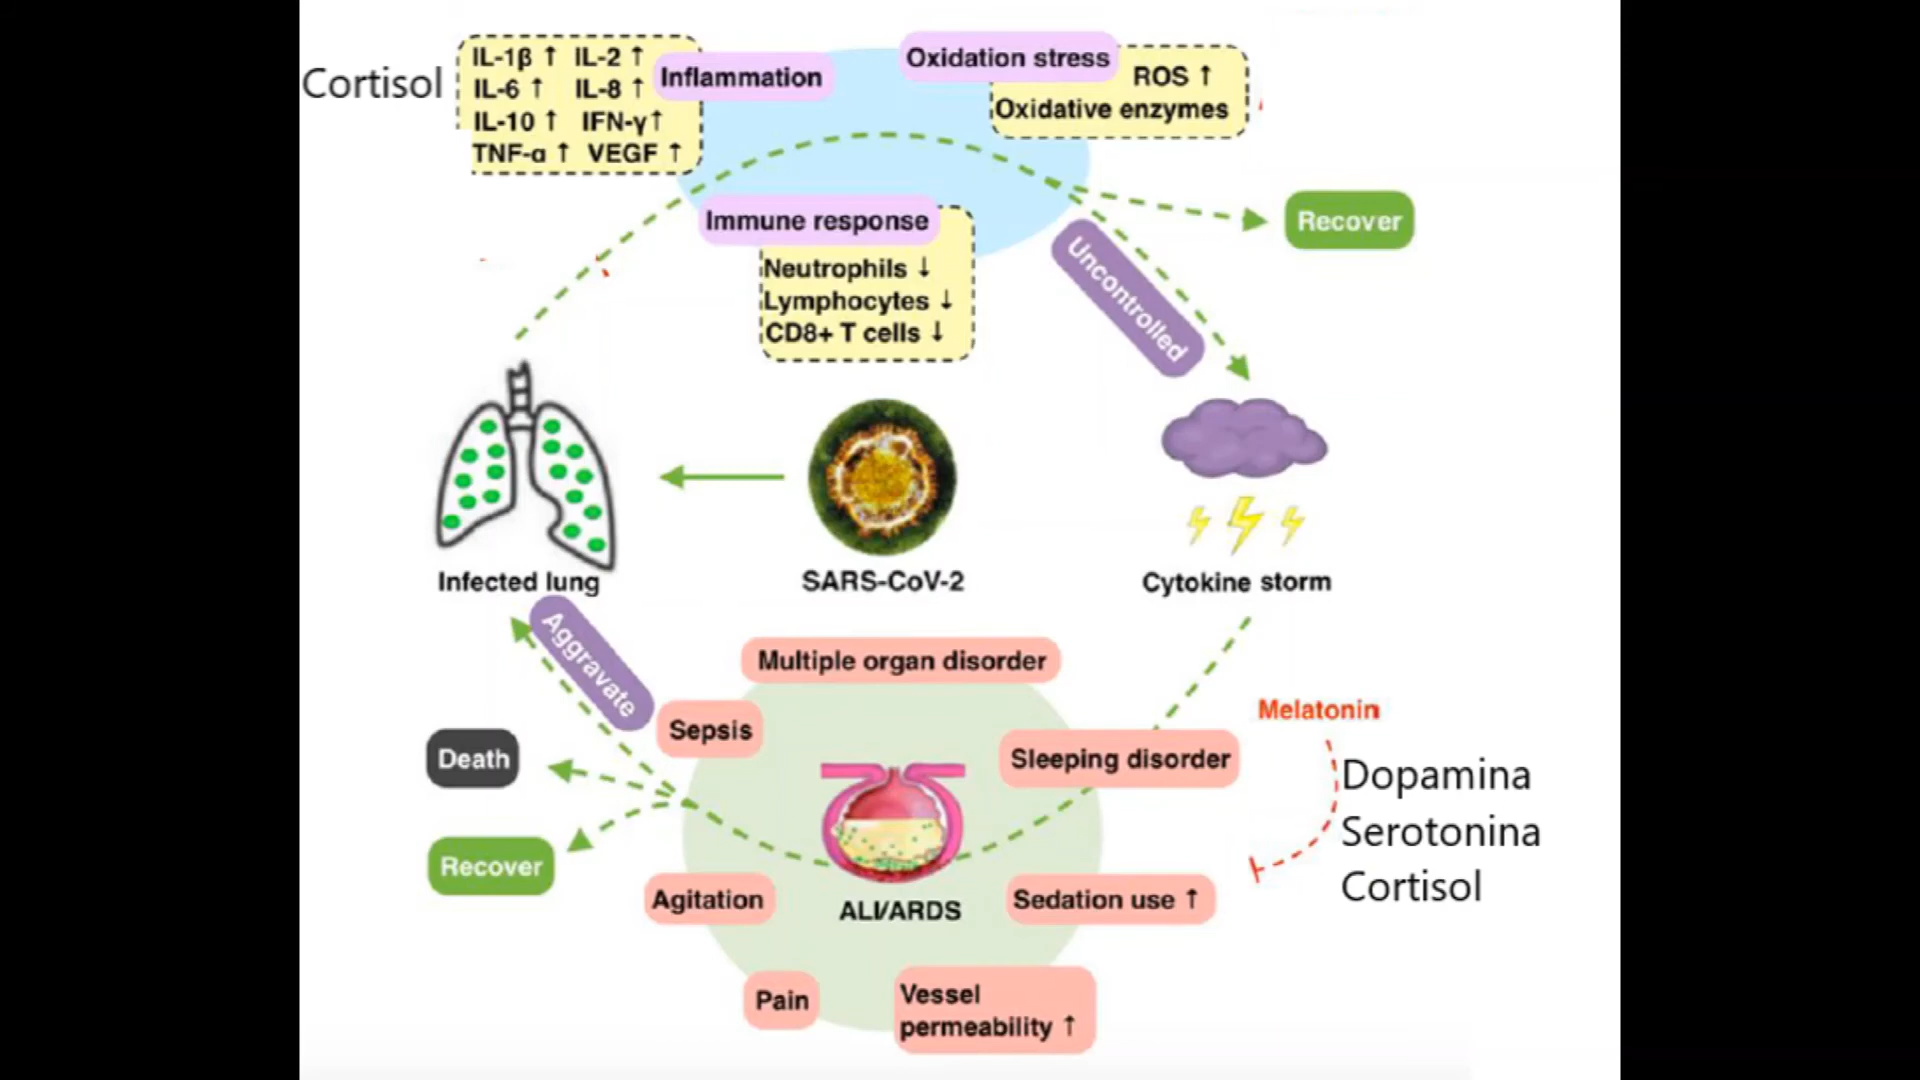 Cortisol
IL-1β ↑ IL-2 ↑
IL-6 ↑ IL-8 ↑
IL-10 ↑ IFN-γ↑
TNF-α ↑ VEGF ↑
Inflammation
Oxidation stress
ROS ↑
Oxidative enzymes
Immune response
Neutrophils ↓
Lymphocytes ↓
CD8+ T cells ↓
Recover
Uncontrolled
Infected lung
SARS-CoV-2
Cytokine storm
Aggravate
Multiple organ disorder
Sepsis
Sleeping disorder
Melatonin
Dopamina
Serotonina
Cortisol
Death
Recover
Agitation
ALI/ARDS
Sedation use ↑
Pain
Vessel
permeability ↑